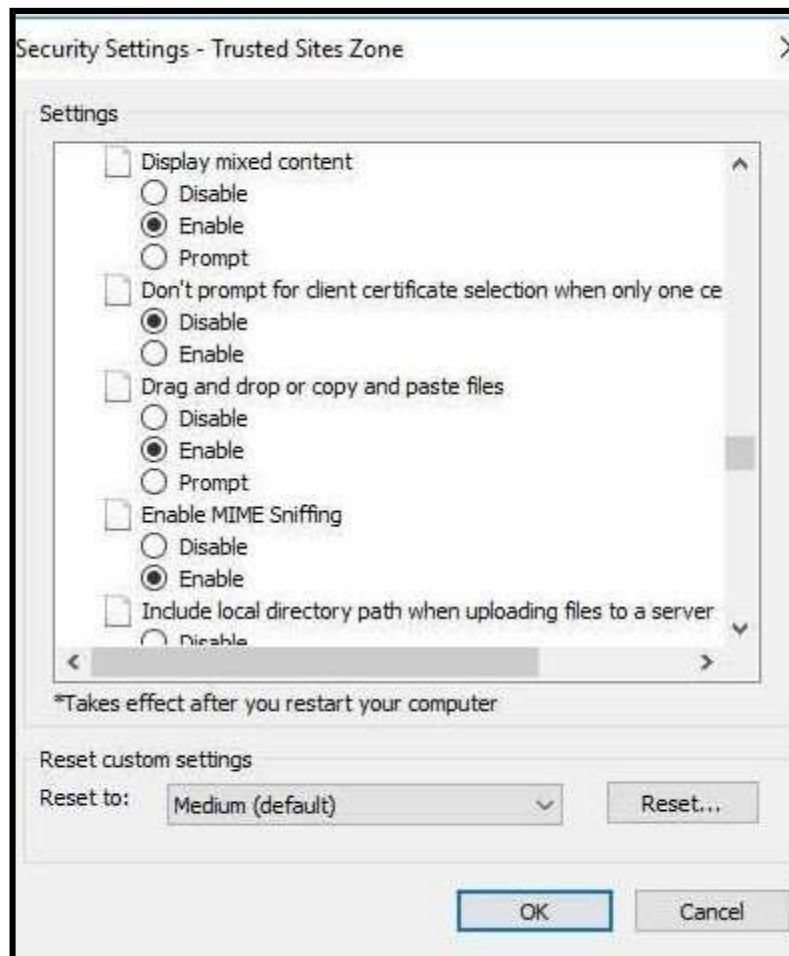 Security Settings - Trusted Sites Zone
Settings
Display mixed content
Disable
Enable
Prompt
Don't prompt for client certificate selection when only one ce
Disable
Enable
Drag and drop or copy and paste files
Disable
Enable
Prompt
Enable MIME Sniffing
Disable
Enable
Include local directory path when uploading files to a server
Disable
*Takes effect after you restart your computer
Reset custom settings
Reset to: Medium (default) Reset...
OK Cancel